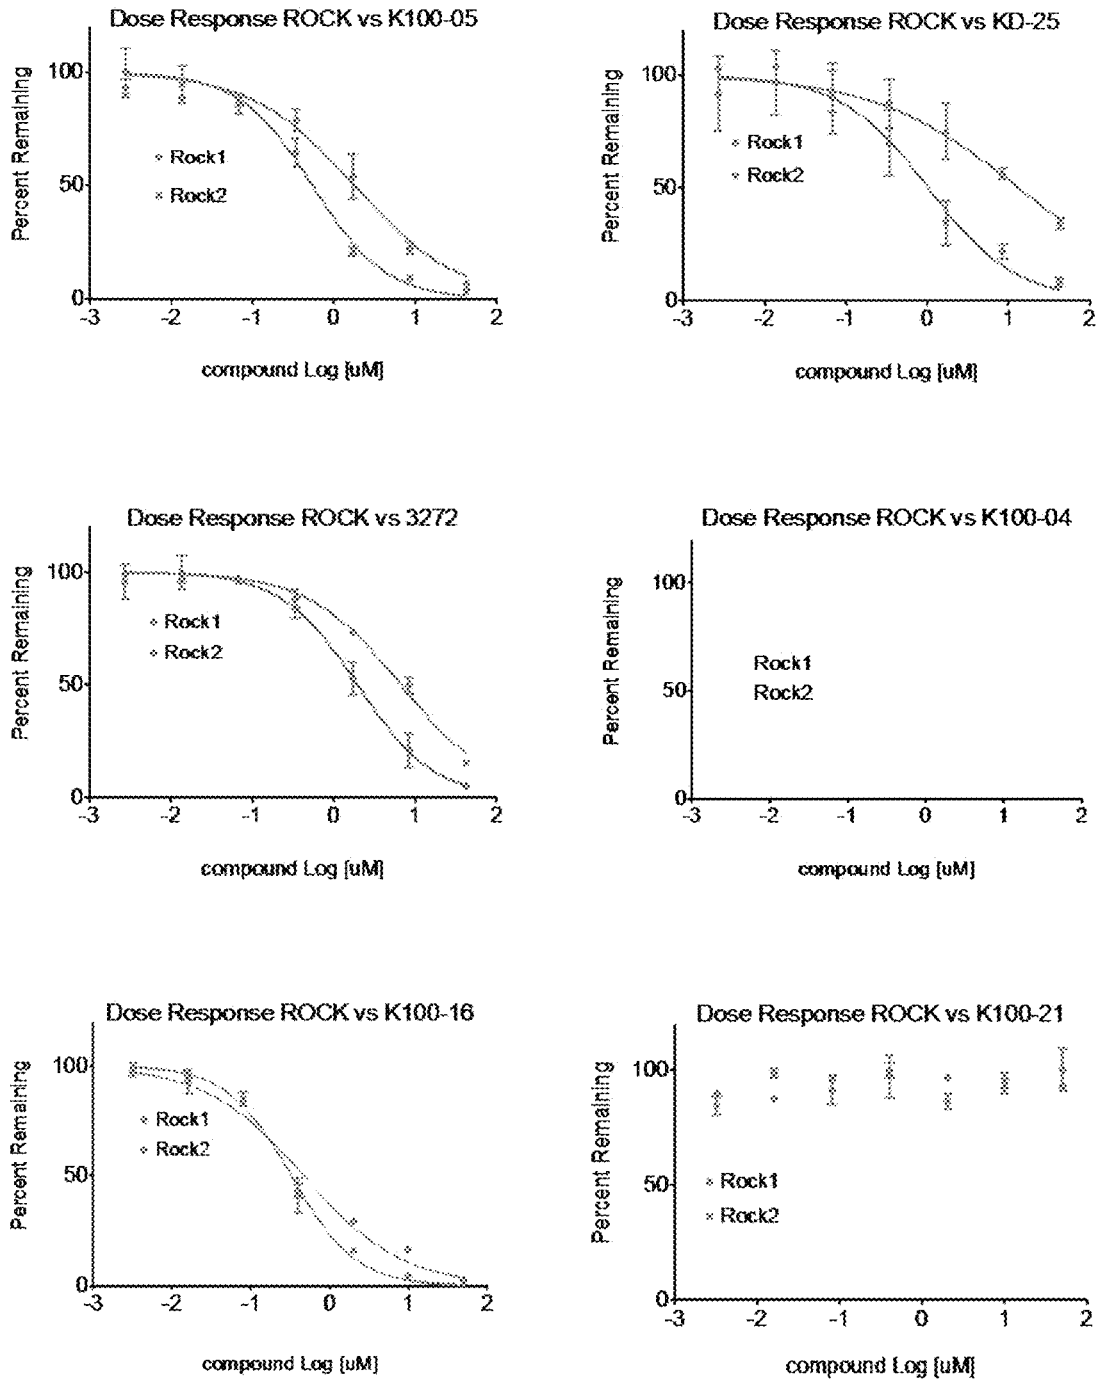 Dose Response ROCK vs K100-05
Percent Remaining
100
50
0
Rock1
Rock2
-3 -2 -1 0 1 2
compound Log [uM]
Dose Response ROCK vs KD-25
Percent Remaining
100
50
0
Rock1
Rock2
-3 -2 -1 0 1 2
compound Log [uM]
Dose Response ROCK vs 3272
Percent Remaining
100
50
0
Rock1
Rock2
-3 -2 -1 0 1 2
compound Log [uM]
Dose Response ROCK vs K100-04
Percent Remaining
100
50
0
Rock1
Rock2
-3 -2 -1 0 1 2
compound Log [uM]
Dose Response ROCK vs K100-16
Percent Remaining
100
50
0
Rock1
Rock2
-3 -2 -1 0 1 2
compound Log [uM]
Dose Response ROCK vs K100-21
Percent Remaining
100
50
0
Rock1
Rock2
-3 -2 -1 0 1 2
compound Log [uM]